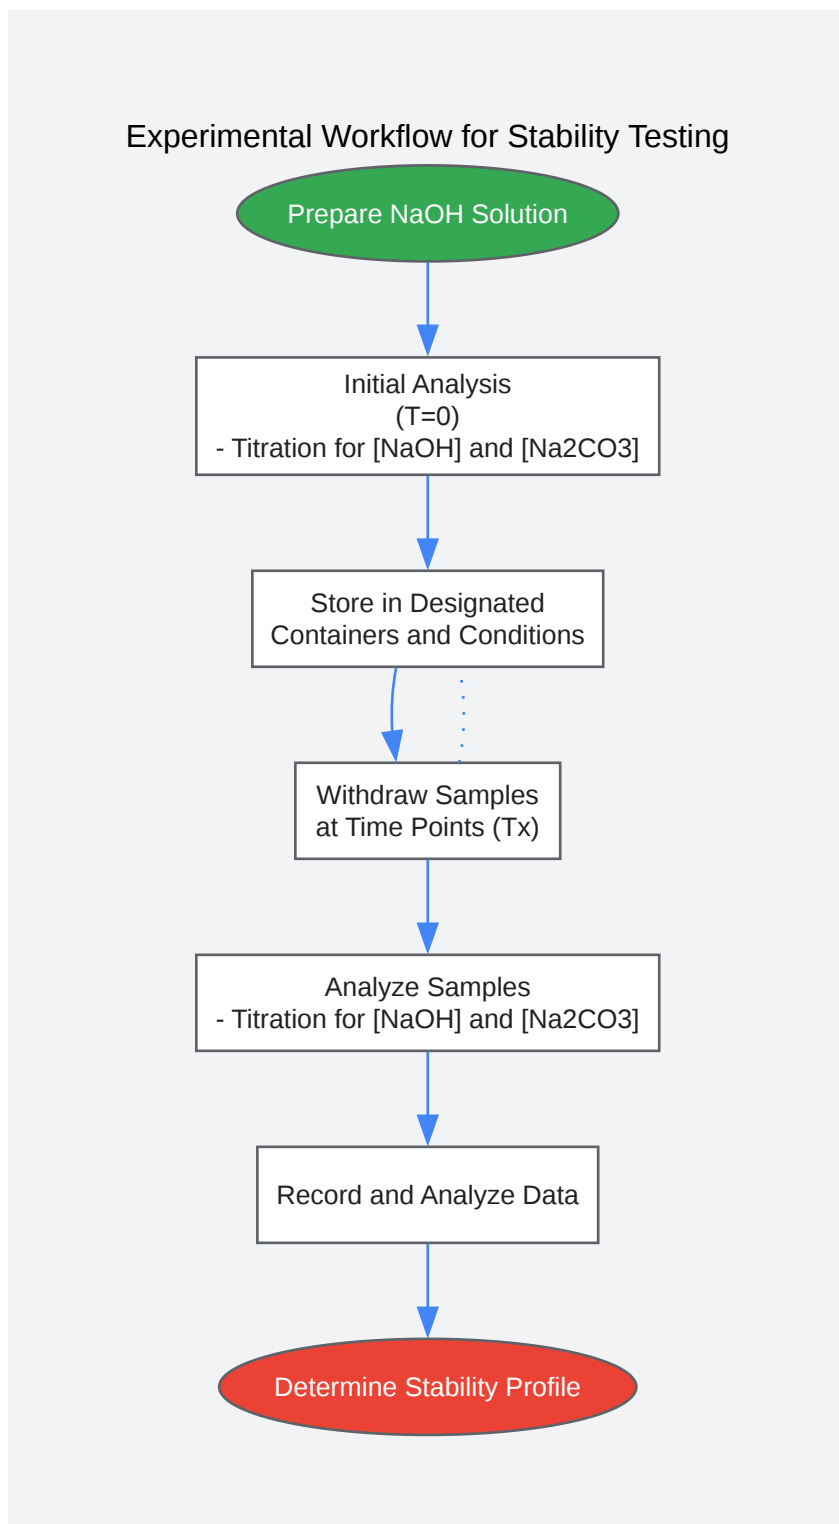 Experimental Workflow for Stability Testing
Prepare NaOH Solution
Initial Analysis
(T=0)
- Titration for [NaOH] and [Na2CO3]
Store in Designated
Containers and Conditions
Withdraw Samples
at Time Points (Tx)
Analyze Samples
- Titration for [NaOH] and [Na2CO3]
Record and Analyze Data
Determine Stability Profile